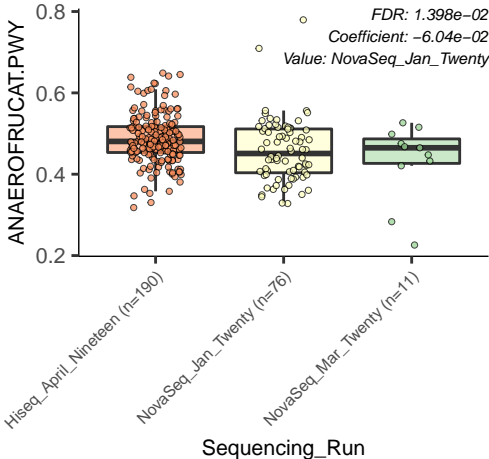 FDR: 1.398e−02
Coefficient: −6.04e−02
Value: NovaSeq_Jan_Twenty
ANAEROFRUCAT.PWY
0.8
0.6
0.4
0.2
Hiseq_April_Nineteen (n=190)
NovaSeq_Jan_Twenty (n=76)
NovaSeq_Mar_Twenty (n=11)
Sequencing_Run